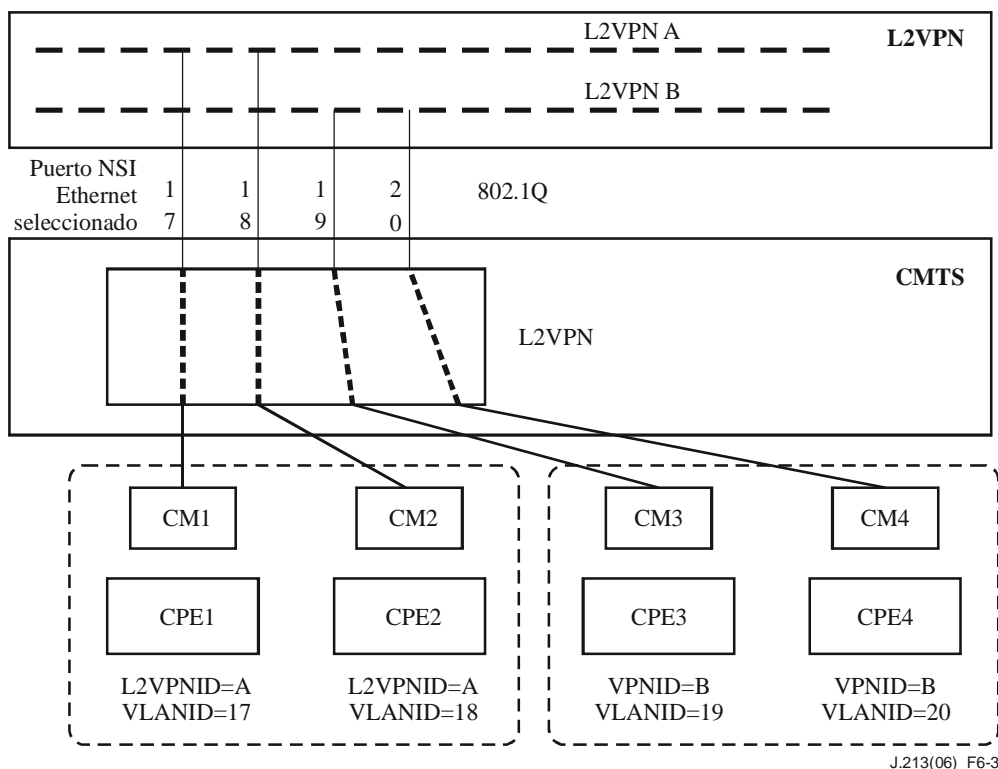 L2VPN A
L2VPN
L2VPN B
Puerto NSI
Ethernet
seleccionado
1 1 1 2
7 8 9 0
802.1Q
CMTS
L2VPN
CM1 CM2 CM3 CM4
CPE1 CPE2 CPE3 CPE4
L2VPNID=A L2VPNID=A VPNID=B VPNID=B
VLANID=17 VLANID=18 VLANID=19 VLANID=20
J.213(06)_F6-3